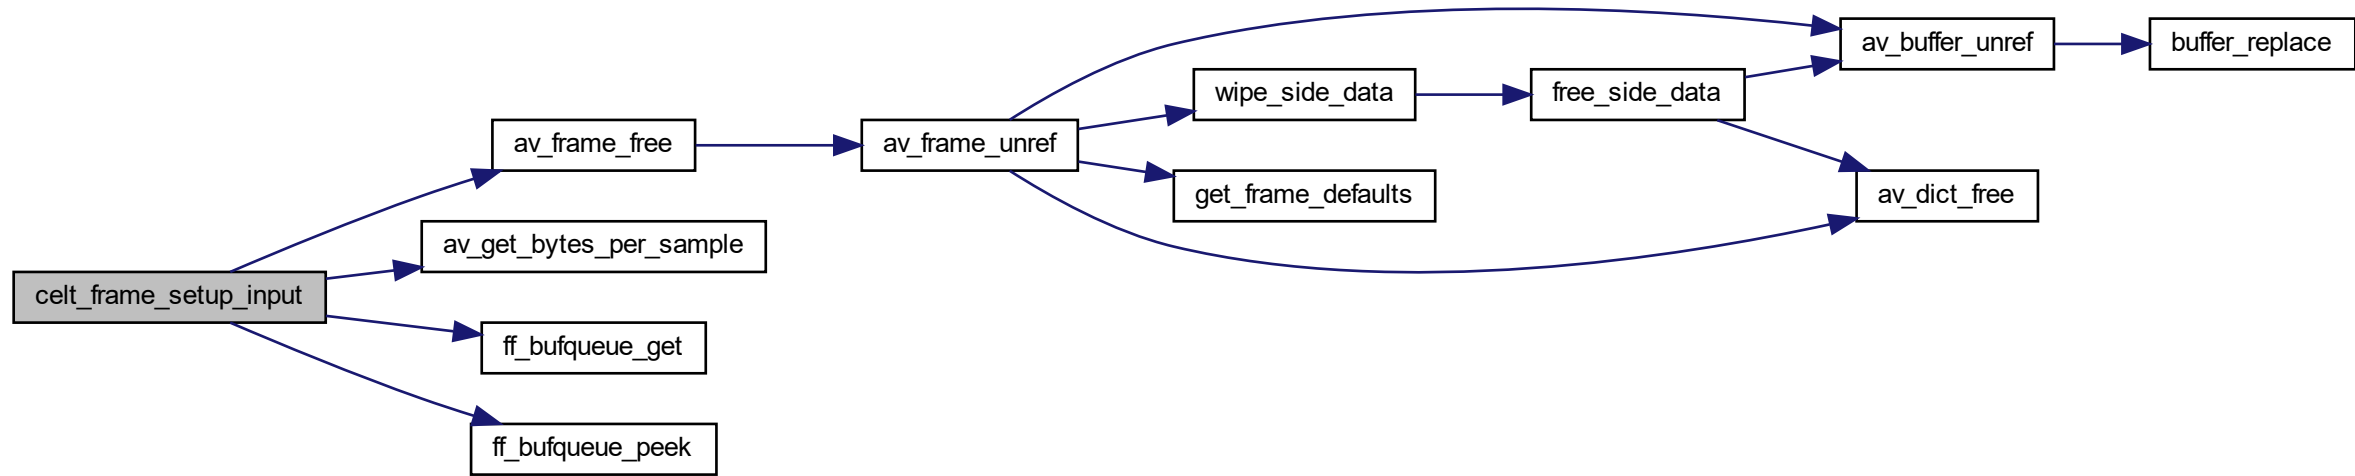 celt_frame_setup_input
av_frame_free
av_get_bytes_per_sample
ff_bufqueue_get
ff_bufqueue_peek
av_frame_unref
wipe_side_data
get_frame_defaults
free_side_data
av_buffer_unref
av_dict_free
buffer_replace